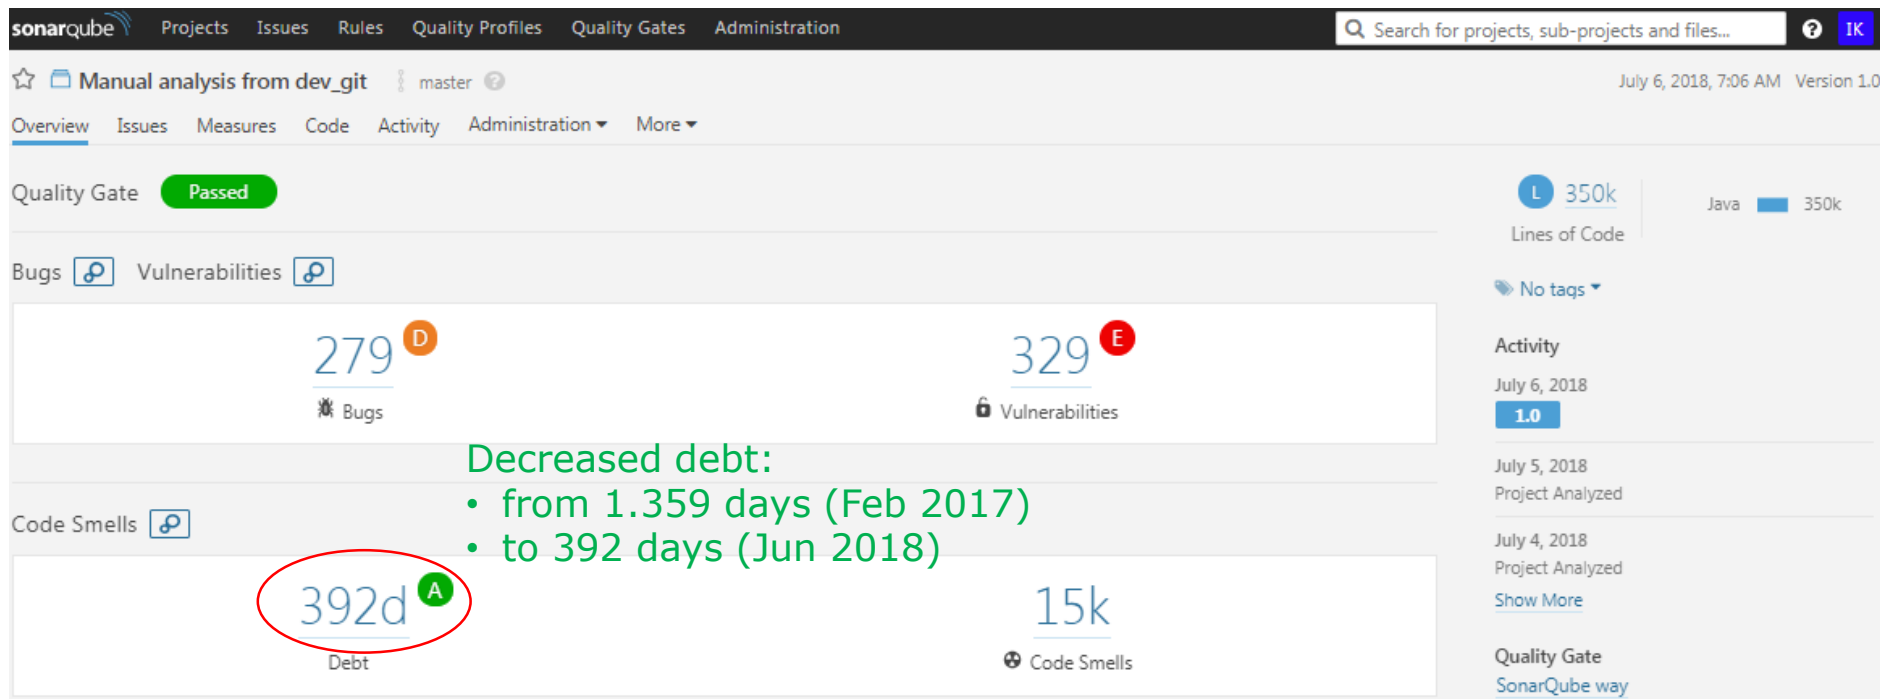 sonarqube Projects Issues Rules Quality Profiles Quality Gates Administration Search for projects, sub-projects and files... ? IK
Manual analysis from dev_git master ? July 6, 2018, 7:06 AM Version 1.0
Overview Issues Measures Code Activity Administration More
Quality Gate Passed
Bugs Vulnerabilities
279 D
Bugs
329 E
Vulnerabilities
Decreased debt:
• from 1.359 days (Feb 2017)
• to 392 days (Jun 2018)
Code Smells
392d A
Debt
15k
Code Smells
L 350k
Lines of Code
Java 350k
No tags
Activity
July 6, 2018
1.0
July 5, 2018
Project Analyzed
July 4, 2018
Project Analyzed
Show More
Quality Gate
SonarQube way